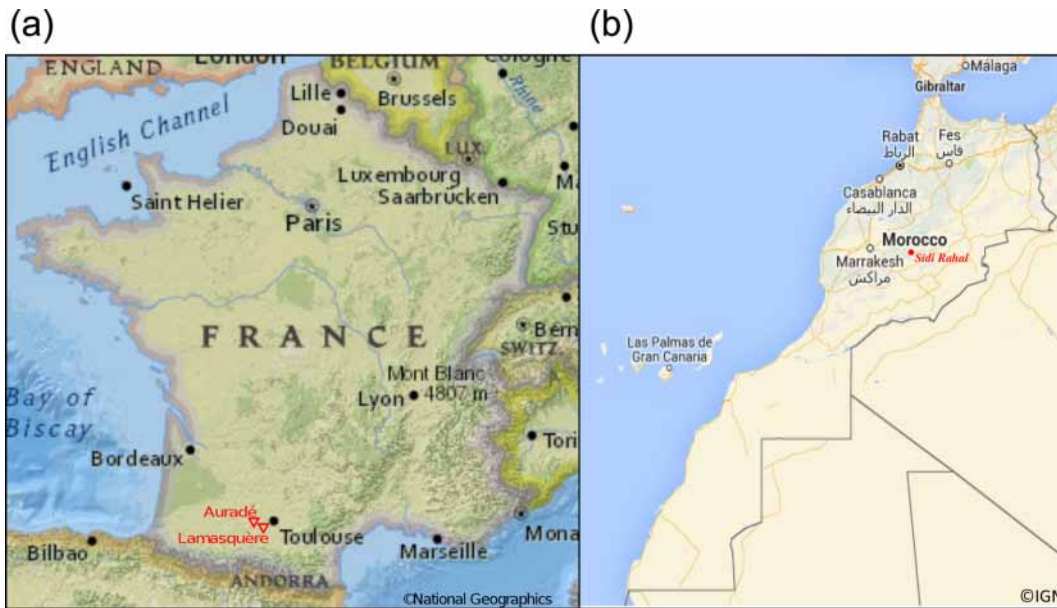 (a)
(b)
ENGLAND
London
BELGIUM
Cologne
Lille
Brussels
Rhine
English Channel
Douai
LUX.
Luxembourg
Saarbrücken
Saint Helier
Paris
FRANCE
Bern
SWITZ.
Mont Blanc
4807 m
Lyon
Bay of
Biscay
Bordeaux
Auradé
Lamasquère
Toulouse
Bilbao
Marseille
Mona
ANDORRA
©National Geographics
Málaga
Gibraltar
Rabat
الرباط
Fes
فاس
Casablanca
الدار البيضاء
Morocco
Marrakesh
مراكش
Sidi Rahal
Las Palmas de
Gran Canaria
©IGN